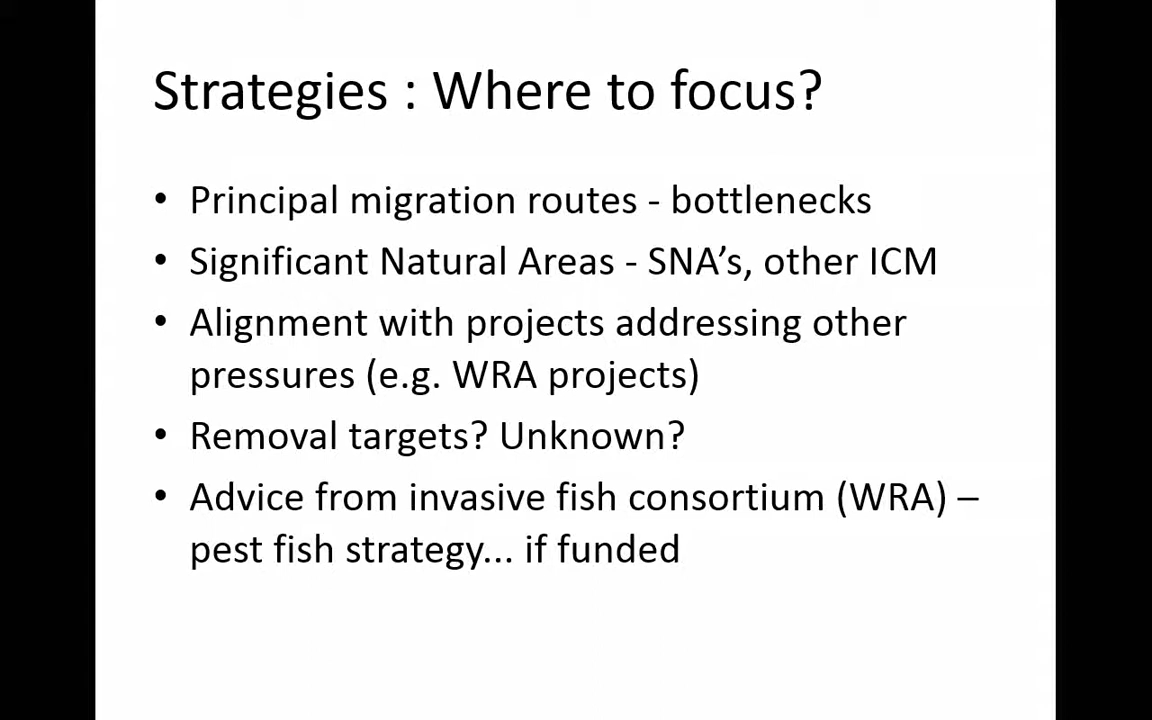 Strategies : Where to focus?
• Principal migration routes - bottlenecks
• Significant Natural Areas - SNA’s, other ICM
• Alignment with projects addressing other
pressures (e.g. WRA projects)
• Removal targets? Unknown?
• Advice from invasive fish consortium (WRA) –
pest fish strategy... if funded